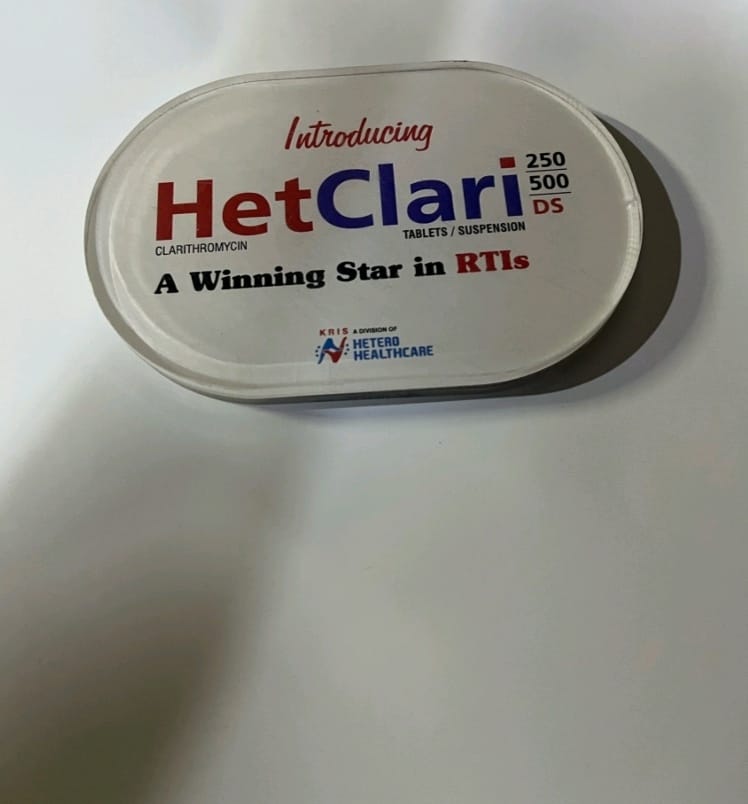 Introducing
HetClari 250
500
DS
CLARITHROMYCIN
TABLETS / SUSPENSION
A Winning Star in RTIs
KRIS A DIVISION OF
HETERO
HEALTHCARE